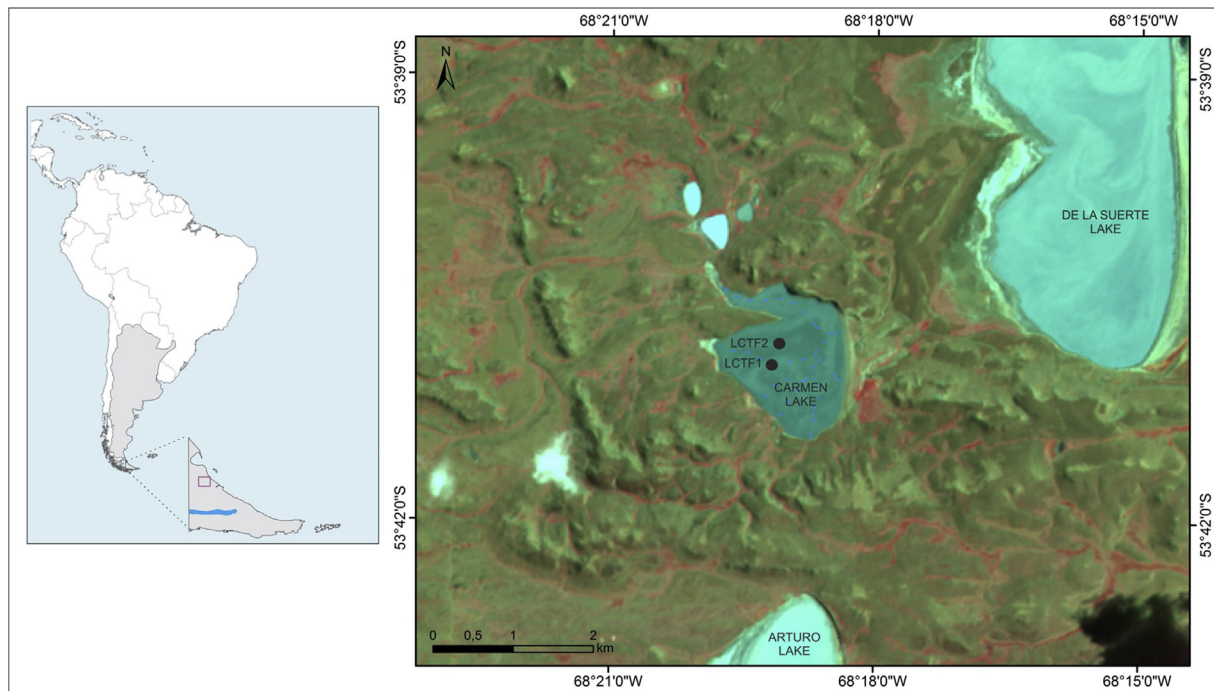 68°21'0"W
68°18'0"W
68°15'0"W
N
53°39'0"S
53°39'0"S
DE LA SUERTE
LAKE
LCTF2
LCTF1
CARMEN
LAKE
53°42'0"S
53°42'0"S
0 0,5 1 2
km
ARTURO
LAKE
68°21'0"W
68°18'0"W
68°15'0"W